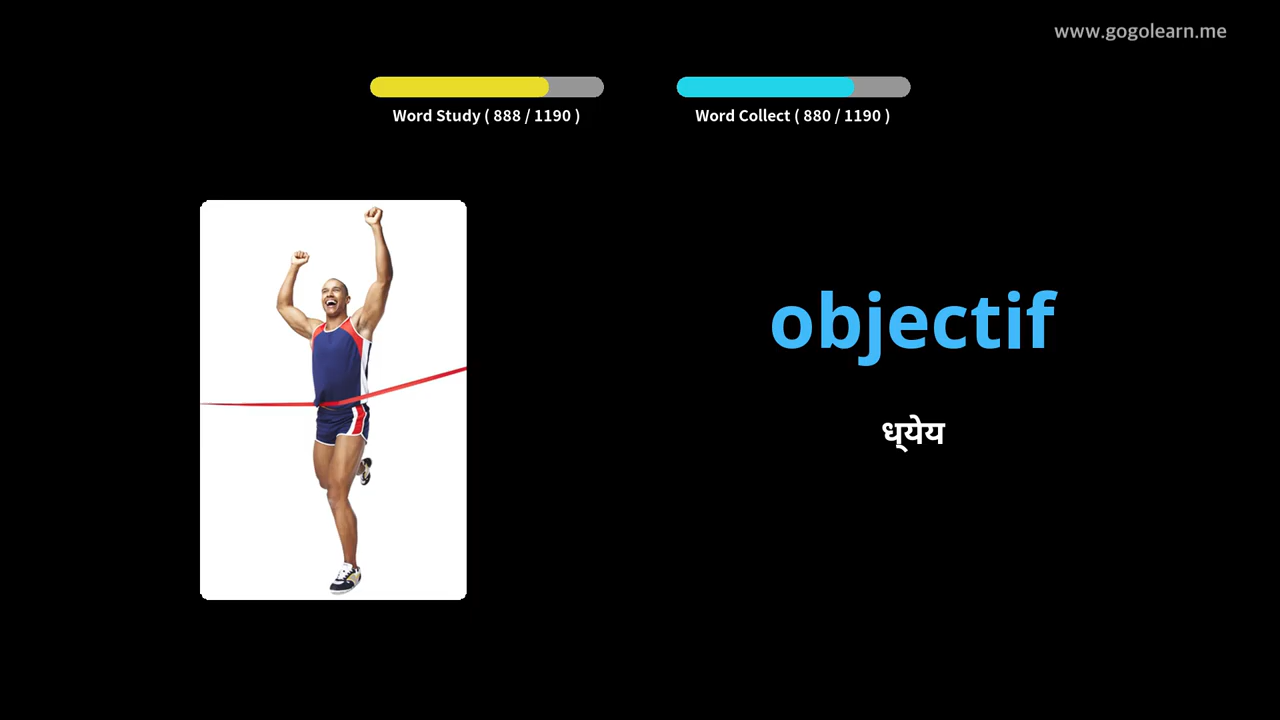 www.gogolearn.me
Word Study ( 888 / 1190 )
Word Collect ( 880 / 1190 )
objectif
ध्येय